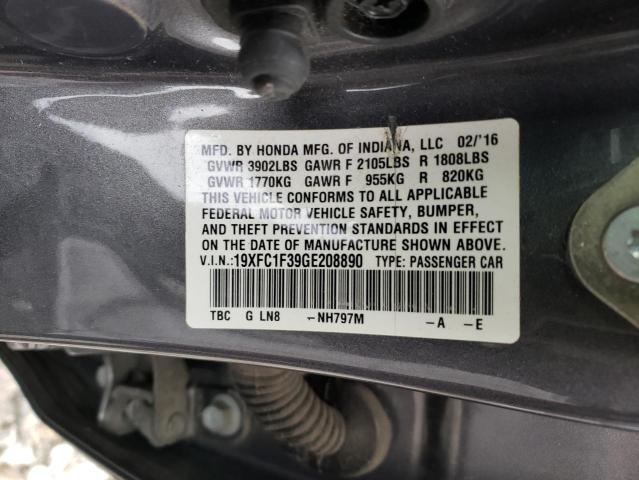 MFD. BY HONDA MFG. OF INDIANA, LLC 02/'16
GVWR 3902LBS GAWR F 2105LBS R 1808LBS
GVWR 1770KG GAWR F 955KG R 820KG
THIS VEHICLE CONFORMS TO ALL APPLICABLE
FEDERAL MOTOR VEHICLE SAFETY, BUMPER,
AND THEFT PREVENTION STANDARDS IN EFFECT
ON THE DATE OF MANUFACTURE SHOWN ABOVE.
V.I.N.:19XFC1F39GE208890 TYPE: PASSENGER CAR
TBC G LN8 -NH797M -A -E